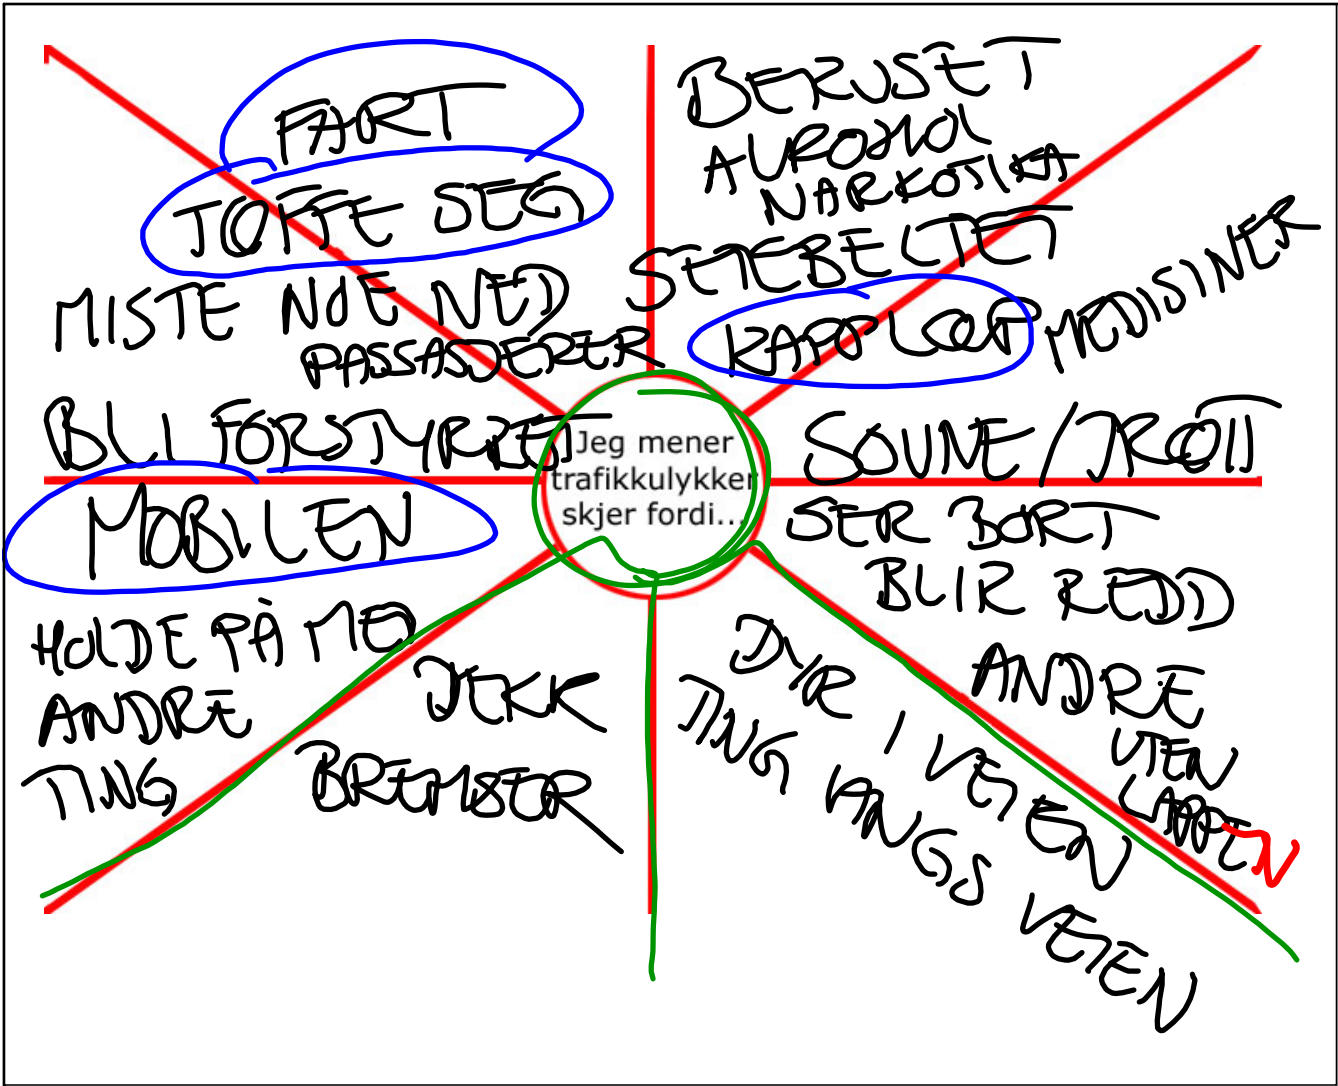 FART
TØFFE SEG
MISTE NOE NED
PASSASJERER
BLI FORSTYRRET
MOBILEN
HOLDE PÅ MED
ANDRE
TING
DEKK
BREMSER
Jeg mener
trafikkulykker
skjer fordi...
BERUSET
ALKOHOL
NARKOTIKA
SETEBELTET
KAPPLØP
MEDISINER
SOVNE/TRØTT
SER BORT
BLIR REDD
ANDRE
UTEN
LAPPEN
DYR I VEIEN
TING LANGS VEIEN